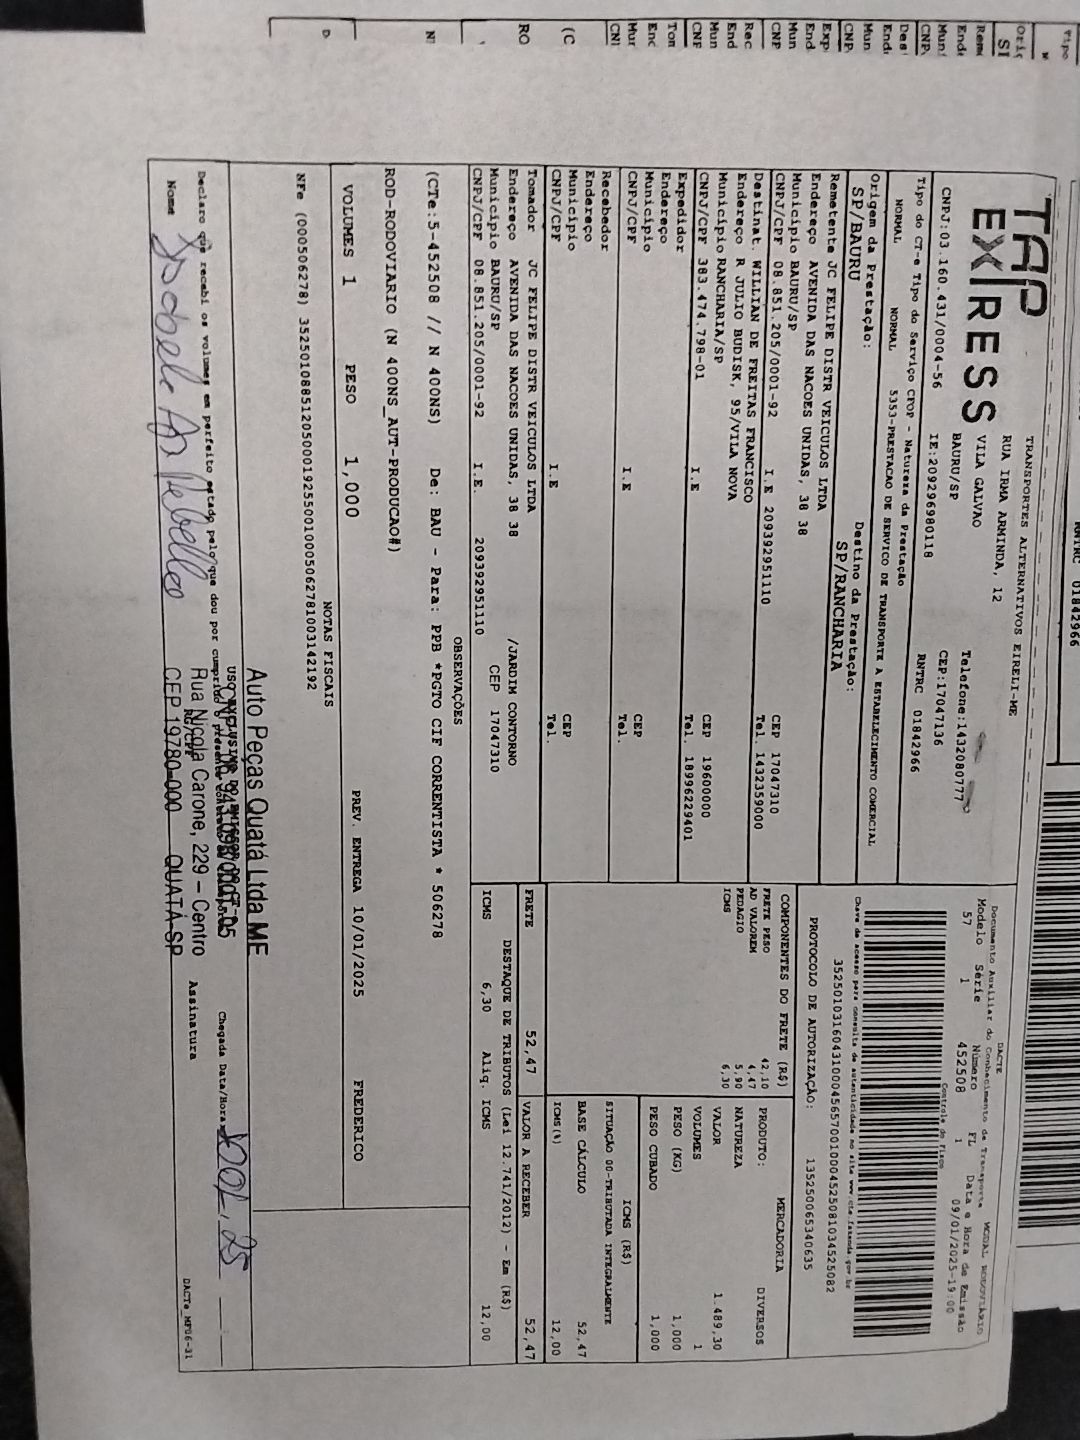 TAP
EXPRESS
TRANSPORTES ALTERNATIVOS EIRELI-ME
RUA IRMA ARMINDA, 12
VILA GALVAO
BAURU/SP
Telefone:1432080777
CEP:17047136
CNPJ:03.160.431/0004-56 IE:209296980118 RNTRC 01842966
Tipo do CT-e Tipo do Serviço CFOP - Natureza da Prestação
NORMAL NORMAL 5353-PRESTACAO DE SERVICO DE TRANSPORTE A ESTABELECIMENTO COMERCIAL
Origem da Prestação: Destino da Prestação:
SP/BAURU SP/RANCHARIA
Remetente JC FELIPE DISTR VEICULOS LTDA
Endereço AVENIDA DAS NACOES UNIDAS, 38 38
Município BAURU/SP CEP 17047310
CNPJ/CPF 08.851.205/0001-92 I.E 209392951110 Tel. 1432359000
Destinat. WILLIAN DE FREITAS FRANCISCO
Endereço R JULIO BUDISK, 95/VILA NOVA
Município RANCHARIA/SP CEP 19600000
CNPJ/CPF 383.474.798-01 I.E Tel. 18996229401
Expedidor
Endereço
Município CEP
CNPJ/CPF I.E Tel.
Recebedor
Endereço
Município CEP
CNPJ/CPF I.E Tel.
Tomador JC FELIPE DISTR VEICULOS LTDA
Endereço AVENIDA DAS NACOES UNIDAS, 38 38 /JARDIM CONTORNO
Município BAURU/SP CEP 17047310
CNPJ/CPF 08.851.205/0001-92 I.E. 209392951110
DACTE
Documento Auxiliar do Conhecimento de Transporte MODAL RODOVIÁRIO
Modelo Série Número FL Data e Hora de Emissão
57 1 452508 1 09/01/2025-19:00
Controle do Fisco
Chave de acesso para consulta de autenticidade no site www.cte.fazenda.gov.br
35250103160431000456570010004525081034525082
PROTOCOLO DE AUTORIZAÇÃO: 135250065340635
COMPONENTES DO FRETE (R$)
FRETE PESO 42,10
AD VALOREM 4,47
PEDAGIO 5,90
ICMS 6,30
MERCADORIA
PRODUTO: DIVERSOS
NATUREZA
VALOR 1.489,30
VOLUMES 1
PESO (KG) 1,000
PESO CUBADO 1,000
ICMS (R$)
SITUAÇÃO 00-TRIBUTADA INTEGRALMENTE
BASE CÁLCULO 52,47
ICMS(%) 12,00
FRETE 52,47 VALOR A RECEBER 52,47
DESTAQUE DE TRIBUTOS (Lei 12.741/2012) - Em (R$)
ICMS 6,30 Aliq. ICMS 12,00
OBSERVAÇÕES
(CTe:5-452508 // N 400NS) De: BAU - Para: PPB *PGTO CIF CORRENTISTA * 506278
ROD-RODOVIARIO (N 400NS_AUT-PRODUCAO#)
VOLUMES 1 PESO 1,000 PREV. ENTREGA 10/01/2025 FREDERICO
NOTAS FISCAIS
NFe (000506278) 35250108851205000192550010005062781003142192
Auto Peças Quatá Ltda ME
Rua Nicola Carone, 229 – Centro
CEP 19780-000 QUATÁ-SP
Declaro que recebi os volumes em perfeito estado pelo que dou por cumprido o presente
Nome RG/CPF Assinatura
Chegada Data/Hora
DACTe_MP06-31
RNTRC 01842966